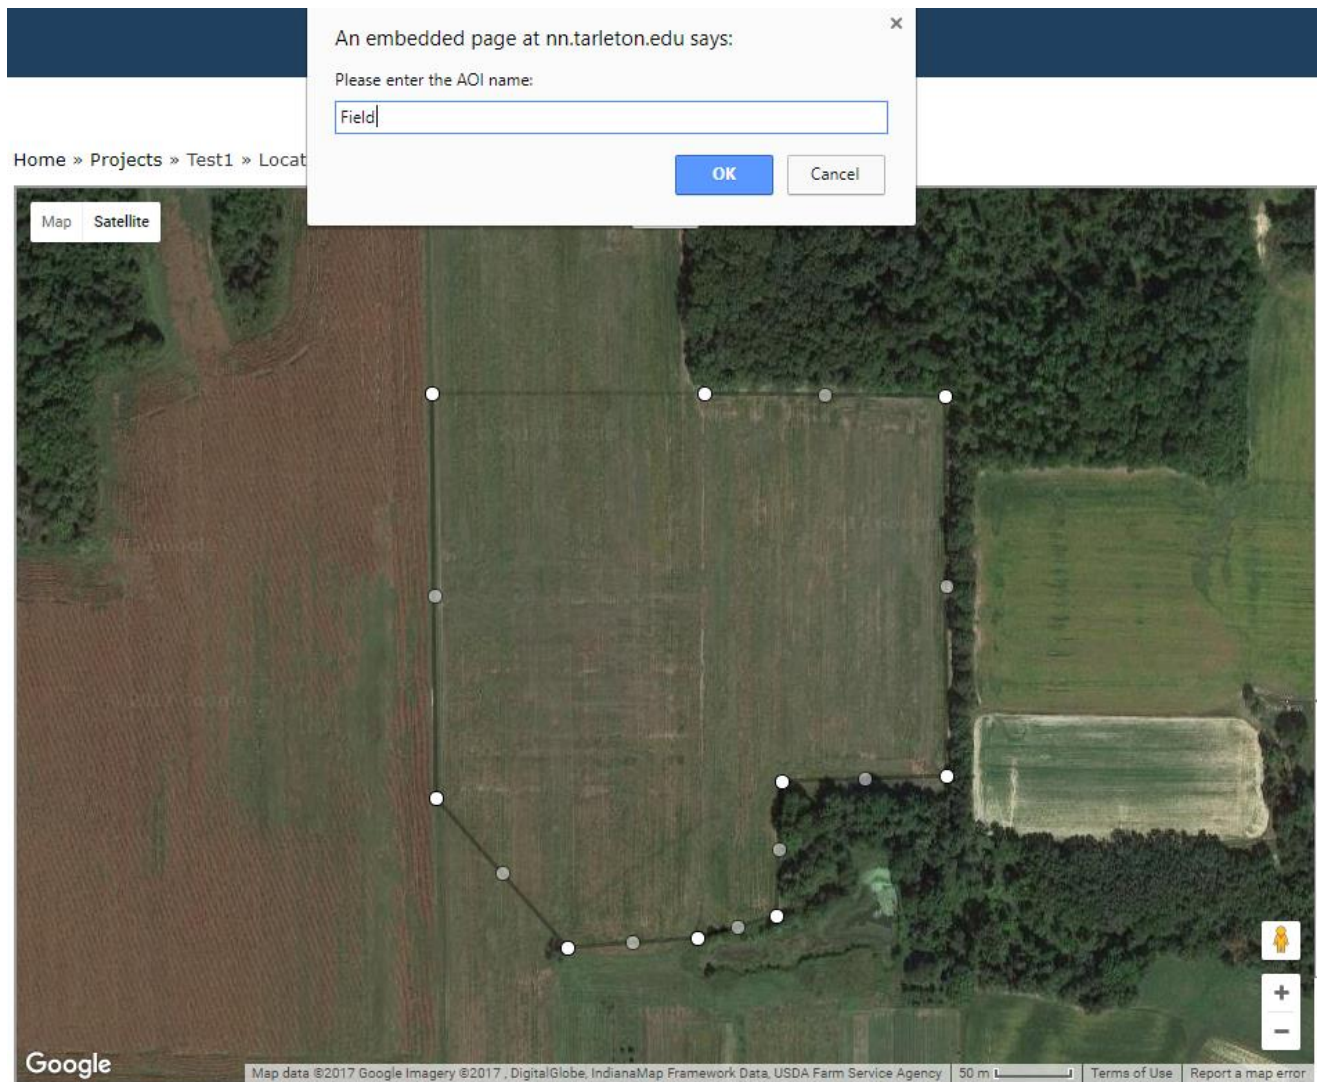 An embedded page at nn.tarleton.edu says:
×
Please enter the AOI name:
Field
OK Cancel
Home » Projects » Test1 » Locat
Map Satellite
Google
Map data ©2017 Google Imagery ©2017 , DigitalGlobe, IndianaMap Framework Data, USDA Farm Service Agency 50 m Terms of Use Report a map error